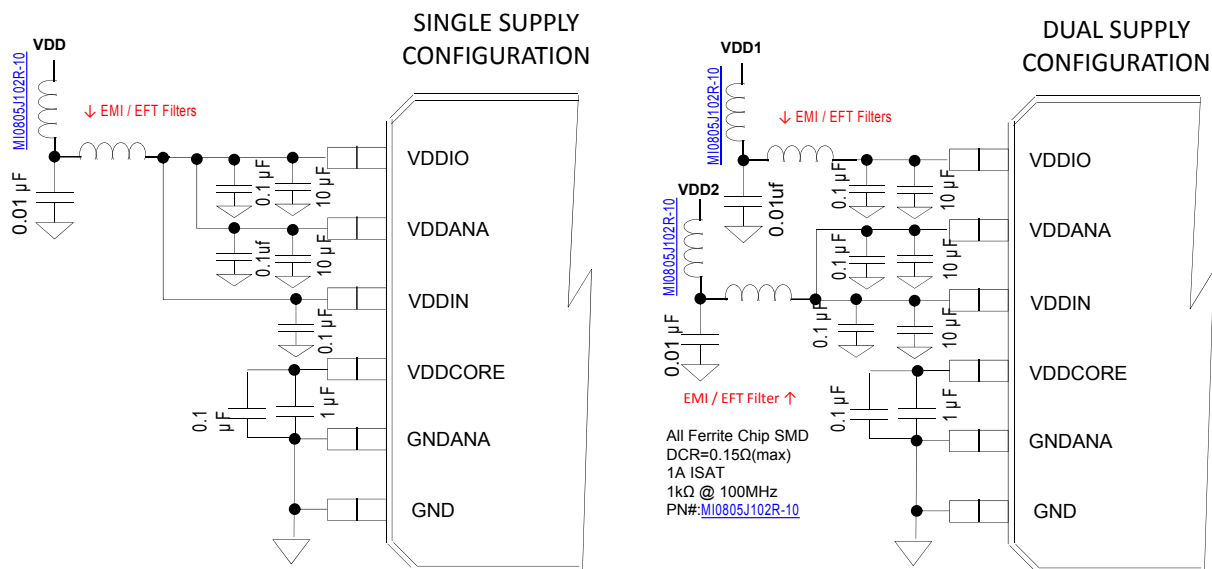 SINGLE SUPPLY
CONFIGURATION
VDD
MI0805J102R-10
↓ EMI / EFT Filters
0.01 µF
0.1 µF
10 µF
VDDIO
0.1uf
10 µF
VDDANA
0.1 µF
VDDIN
VDDCORE
0.1
µF
1 µF
GNDANA
GND
DUAL SUPPLY
CONFIGURATION
VDD1
MI0805J102R-10
↓ EMI / EFT Filters
0.01uf
0.1 µF
10 µF
VDDIO
VDD2
MI0805J102R-10
0.1 µF
10 µF
VDDANA
0.01 µF
0.1 µF
10 µF
VDDIN
EMI / EFT Filter ↑
0.1 µF
1 µF
VDDCORE
All Ferrite Chip SMD
DCR=0.15Ω(max)
1A ISAT
1kΩ @ 100MHz
PN#:MI0805J102R-10
GNDANA
GND